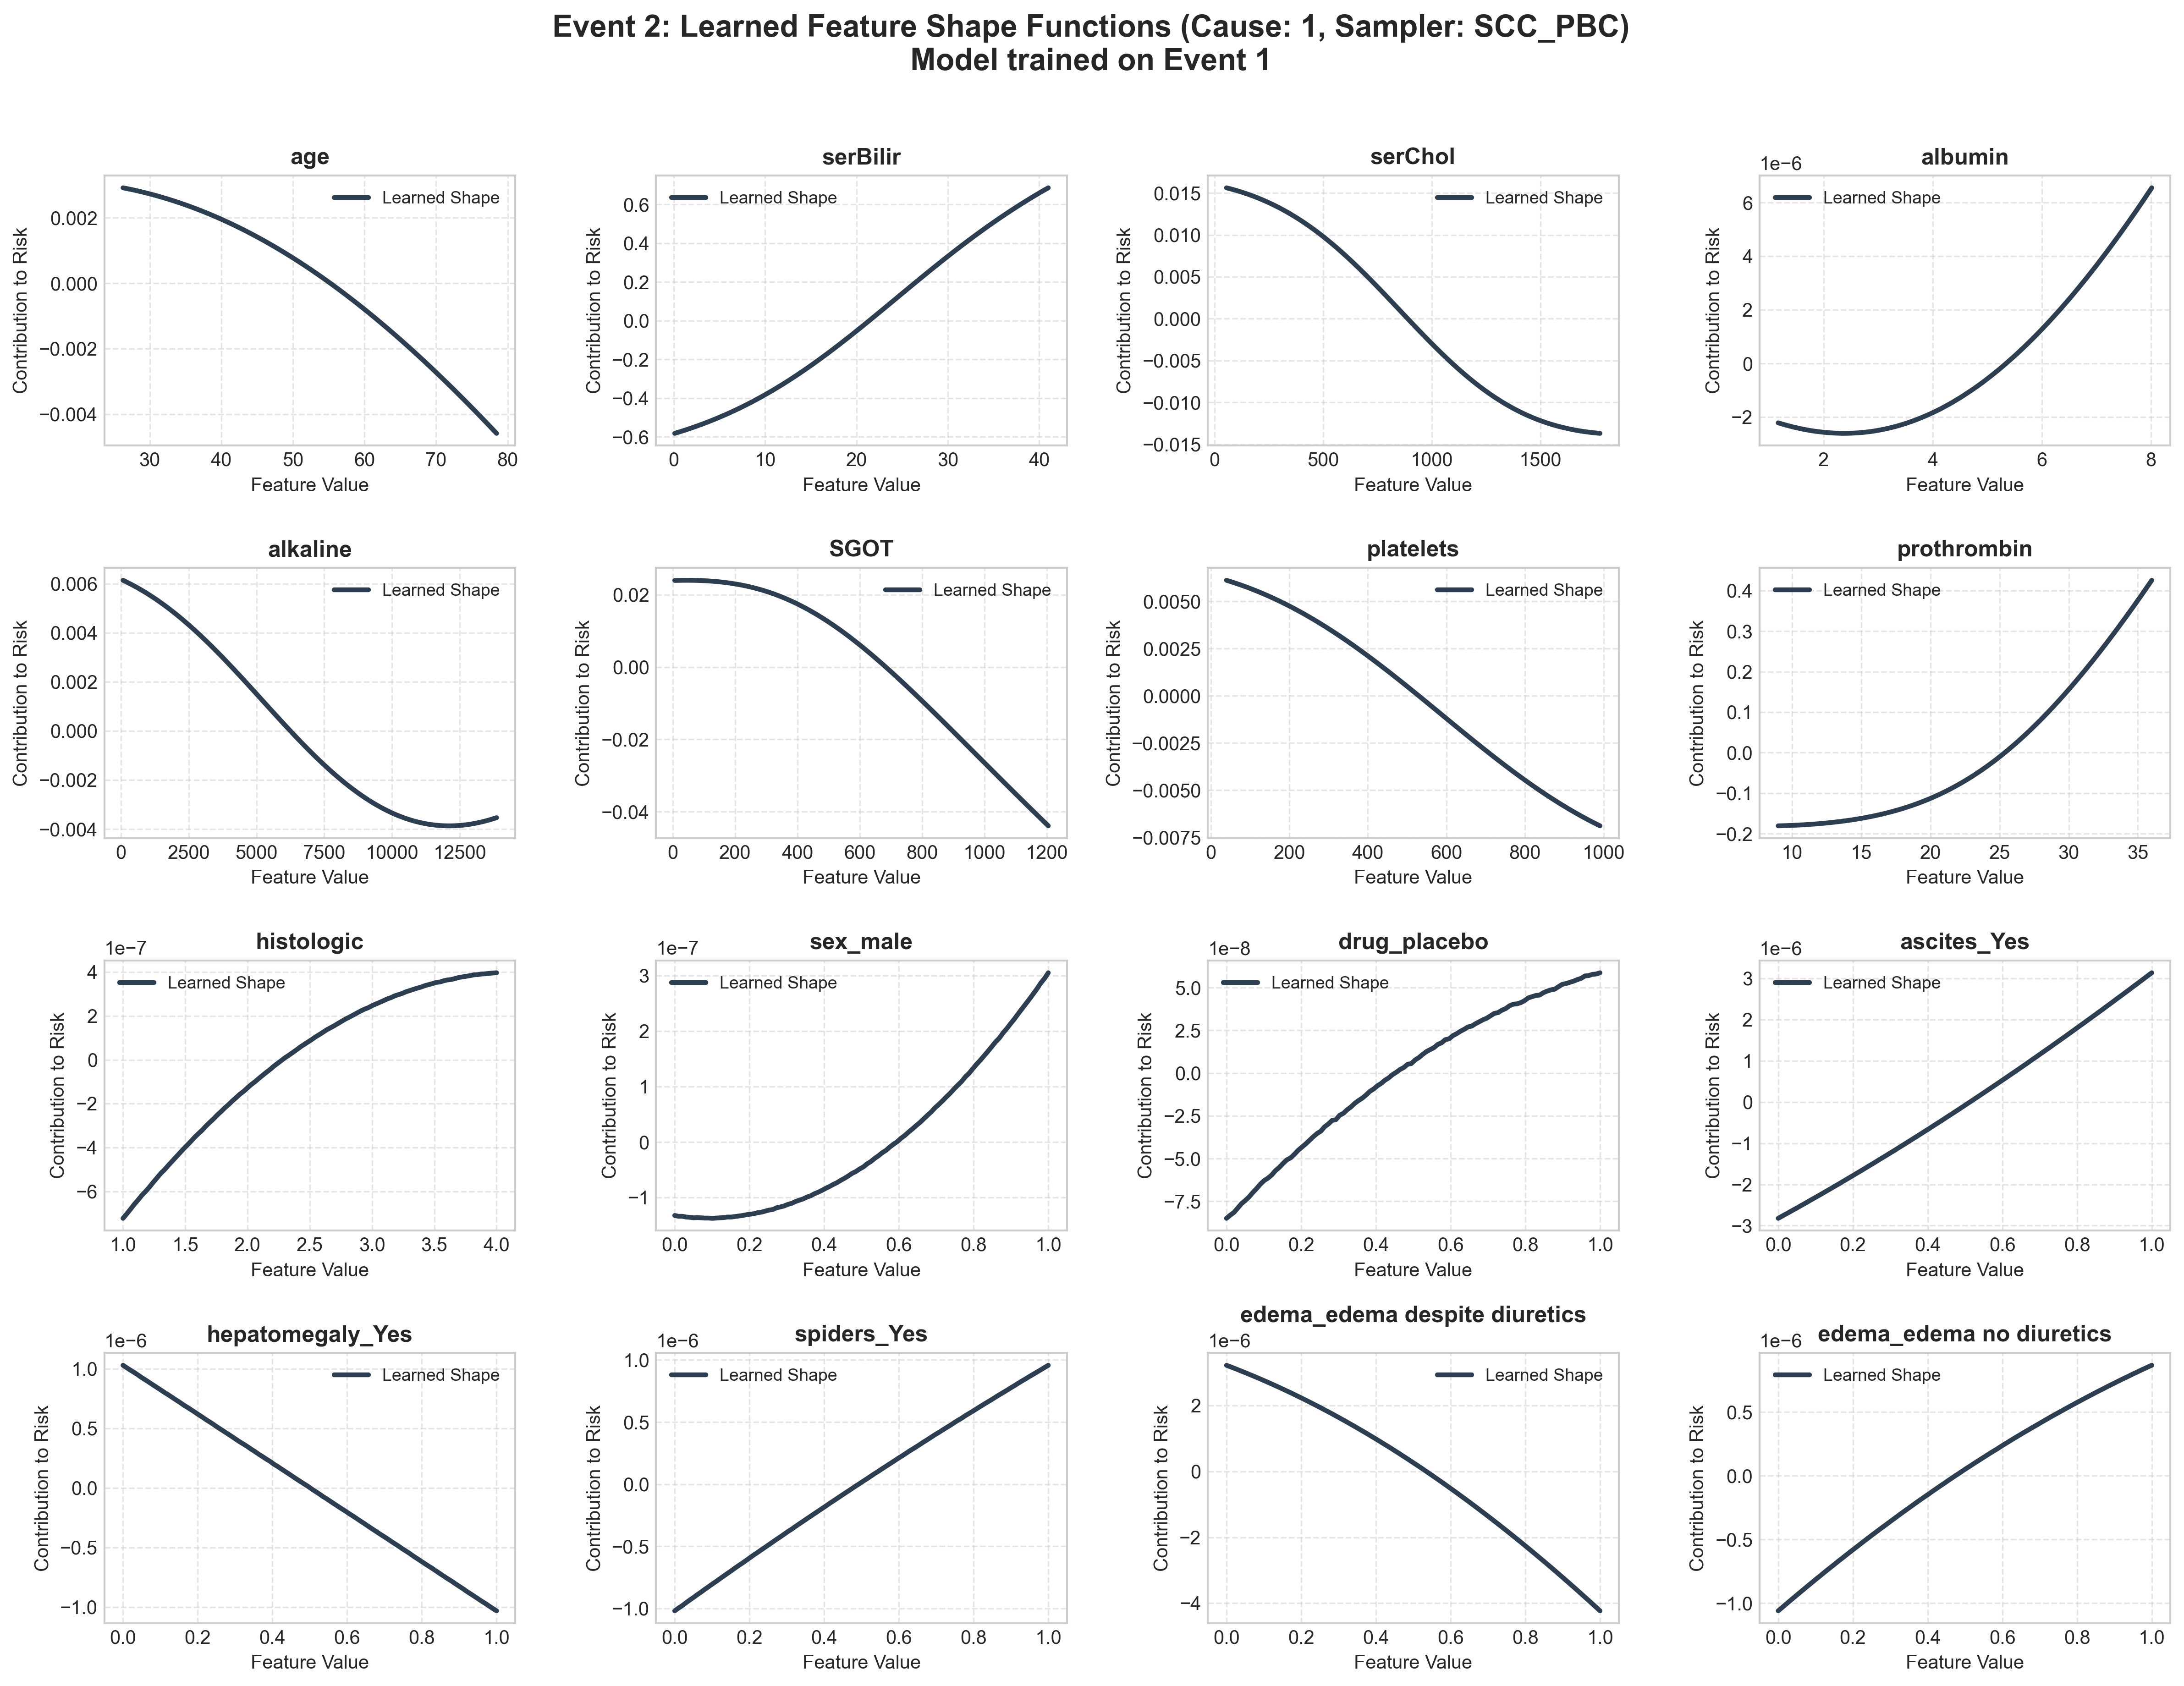 Event 2: Learned Feature Shape Functions (Cause: 1, Sampler: SCC_PBC)
Model trained on Event 1
age
Contribution to Risk
0.002
0.000
−0.002
−0.004
Learned Shape
30 40 50 60 70 80
Feature Value
serBilir
Contribution to Risk
0.6
0.4
0.2
0.0
−0.2
−0.4
−0.6
Learned Shape
0 10 20 30 40
Feature Value
serChol
Contribution to Risk
0.015
0.010
0.005
0.000
−0.005
−0.010
−0.015
Learned Shape
0 500 1000 1500
Feature Value
albumin
1e−6
Contribution to Risk
6
4
2
0
−2
Learned Shape
2 4 6 8
Feature Value
alkaline
Contribution to Risk
0.006
0.004
0.002
0.000
−0.002
−0.004
Learned Shape
0 2500 5000 7500 10000 12500
Feature Value
SGOT
Contribution to Risk
0.02
0.00
−0.02
−0.04
Learned Shape
0 200 400 600 800 1000 1200
Feature Value
platelets
Contribution to Risk
0.0050
0.0025
0.0000
−0.0025
−0.0050
−0.0075
Learned Shape
0 200 400 600 800 1000
Feature Value
prothrombin
Contribution to Risk
0.4
0.3
0.2
0.1
0.0
−0.1
−0.2
Learned Shape
10 15 20 25 30 35
Feature Value
histologic
1e−7
Contribution to Risk
4
2
0
−2
−4
−6
Learned Shape
1.0 1.5 2.0 2.5 3.0 3.5 4.0
Feature Value
sex_male
1e−7
Contribution to Risk
3
2
1
0
−1
Learned Shape
0.0 0.2 0.4 0.6 0.8 1.0
Feature Value
drug_placebo
1e−8
Contribution to Risk
5.0
2.5
0.0
−2.5
−5.0
−7.5
Learned Shape
0.0 0.2 0.4 0.6 0.8 1.0
Feature Value
ascites_Yes
1e−6
Contribution to Risk
3
2
1
0
−1
−2
−3
Learned Shape
0.0 0.2 0.4 0.6 0.8 1.0
Feature Value
hepatomegaly_Yes
1e−6
Contribution to Risk
1.0
0.5
0.0
−0.5
−1.0
Learned Shape
0.0 0.2 0.4 0.6 0.8 1.0
Feature Value
spiders_Yes
1e−6
Contribution to Risk
1.0
0.5
0.0
−0.5
−1.0
Learned Shape
0.0 0.2 0.4 0.6 0.8 1.0
Feature Value
edema_edema despite diuretics
1e−6
Contribution to Risk
2
0
−2
−4
Learned Shape
0.0 0.2 0.4 0.6 0.8 1.0
Feature Value
edema_edema no diuretics
1e−6
Contribution to Risk
0.5
0.0
−0.5
−1.0
Learned Shape
0.0 0.2 0.4 0.6 0.8 1.0
Feature Value